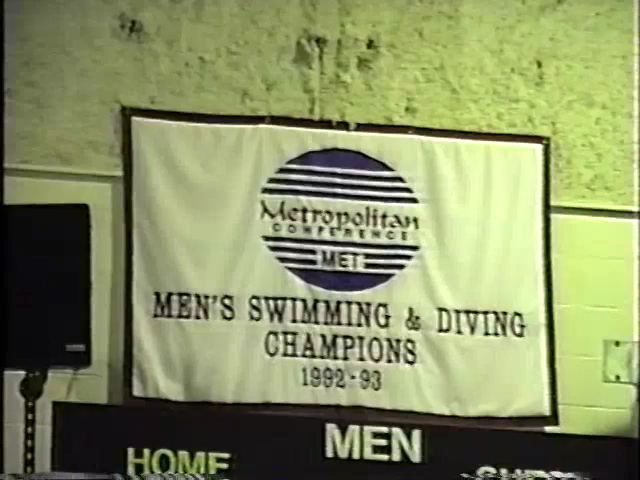 Metropolitan
CONFERENCE
MET
MEN'S SWIMMING & DIVING
CHAMPIONS
1992-93
MEN
HOME